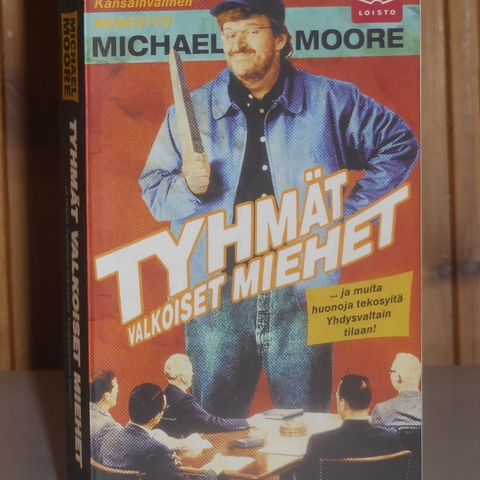 Kansainvälinen
MENESTYS!
LOISTO
MICHAEL MOORE
TYHMÄT
VALKOISET MIEHET
... ja muita
huonoja tekosyitä
Yhdysvaltain
tilaan!
MICHAEL
MOORE
TYHMÄT VALKOISET MIEHET